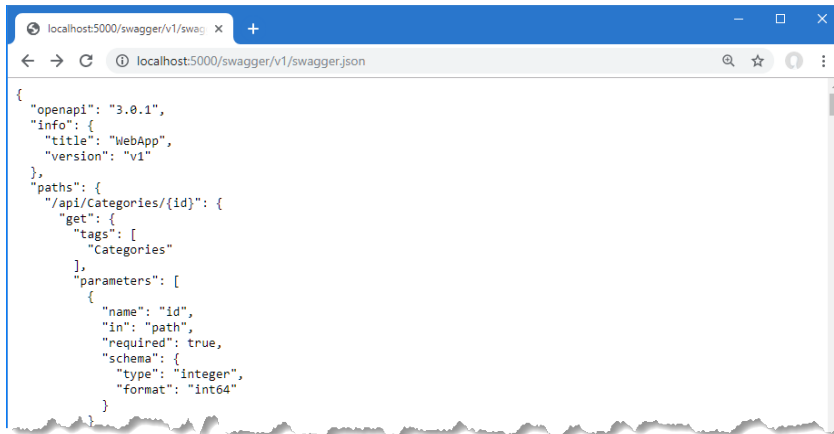 localhost:5000/swagger/v1/swag
localhost:5000/swagger/v1/swagger.json
{
  "openapi": "3.0.1",
  "info": {
    "title": "WebApp",
    "version": "v1"
  },
  "paths": {
    "/api/Categories/{id}": {
      "get": {
        "tags": [
          "Categories"
        ],
        "parameters": [
          {
            "name": "id",
            "in": "path",
            "required": true,
            "schema": {
              "type": "integer",
              "format": "int64"
            }
          }